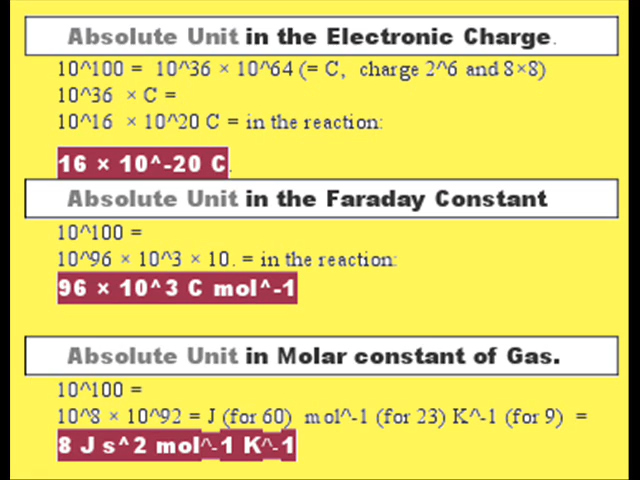 Absolute Unit in the Electronic Charge.
10^100 = 10^36 × 10^64 (= C, charge 2^6 and 8×8)
10^36 × C =
10^16 × 10^20 C = in the reaction:
16 × 10^-20 C.
Absolute Unit in the Faraday Constant
10^100 =
10^96 × 10^3 × 10. = in the reaction:
96 × 10^3 C mol^-1
Absolute Unit in Molar constant of Gas.
10^100 =
10^8 × 10^92 = J (for 60) mol^-1 (for 23) K^-1 (for 9) =
8 J s^2 mol^-1 K^-1